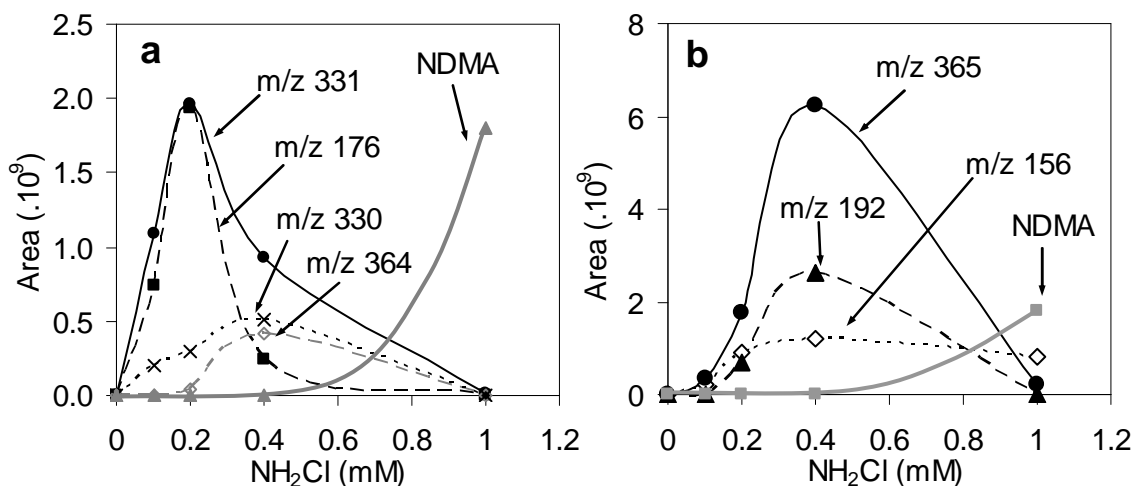 a
NDMA
m/z 331
m/z 176
m/z 330
m/z 364
Area (.10⁹)
2.5
2.0
1.5
1.0
0.5
0.0
0 0.2 0.4 0.6 0.8 1 1.2
NH₂Cl (mM)
b
m/z 365
m/z 156
m/z 192
NDMA
Area (.10⁹)
8
6
4
2
0
0 0.2 0.4 0.6 0.8 1 1.2
NH₂Cl (mM)